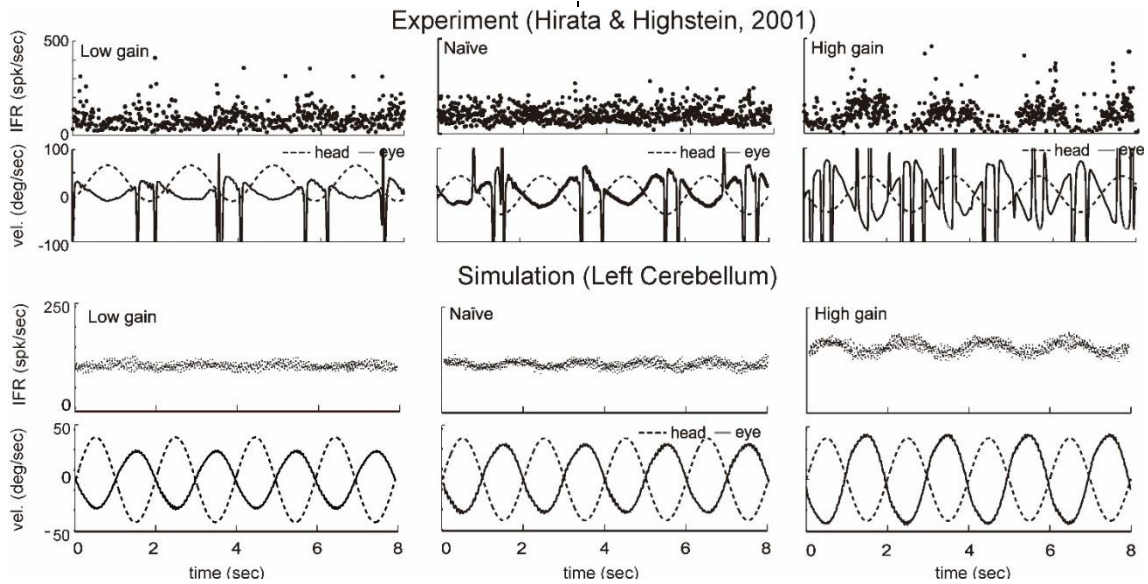 Experiment (Hirata & Highstein, 2001)
IFR (spk/sec)
500
0
Low gain
Naïve
High gain
vel. (deg/sec)
100
0
-100
head eye
head eye
head eye
Simulation (Left Cerebellum)
IFR (spk/sec)
250
0
Low gain
Naïve
High gain
vel. (deg/sec)
50
0
-50
head eye
0 2 4 6 8
0 2 4 6 8
0 2 4 6 8
time (sec)
time (sec)
time (sec)